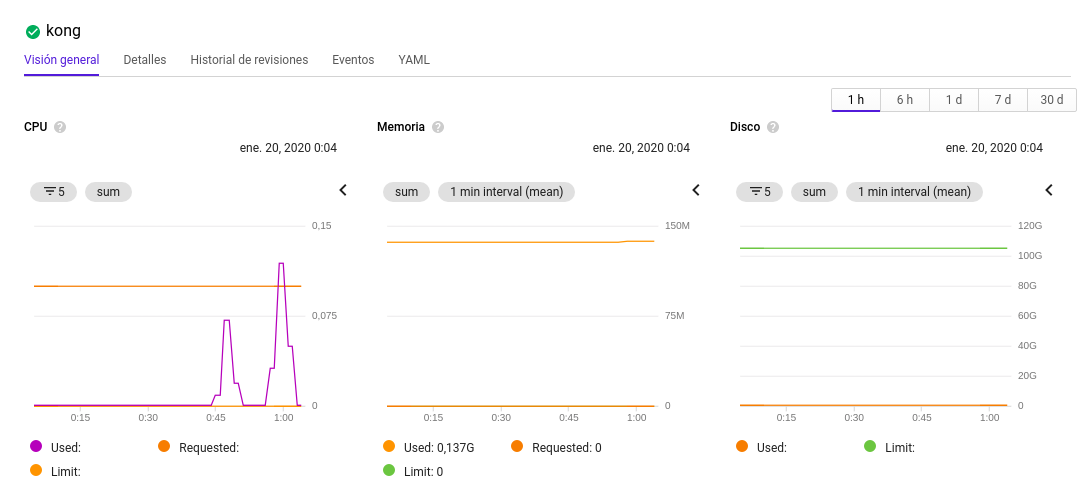 kong
Visión general Detalles Historial de revisiones Eventos YAML
1 h 6 h 1 d 7 d 30 d
CPU ? Memoria ? Disco ?
ene. 20, 2020 0:04 ene. 20, 2020 0:04 ene. 20, 2020 0:04
5 sum sum 1 min interval (mean) 5 sum 1 min interval (mean)
0,15 150M 120G
100G
80G
0,075 75M 60G
40G
20G
0 0 0
0:15 0:30 0:45 1:00 0:15 0:30 0:45 1:00 0:15 0:30 0:45 1:00
Used: Requested: Used: 0,137G Requested: 0 Used: Limit:
Limit: Limit: 0